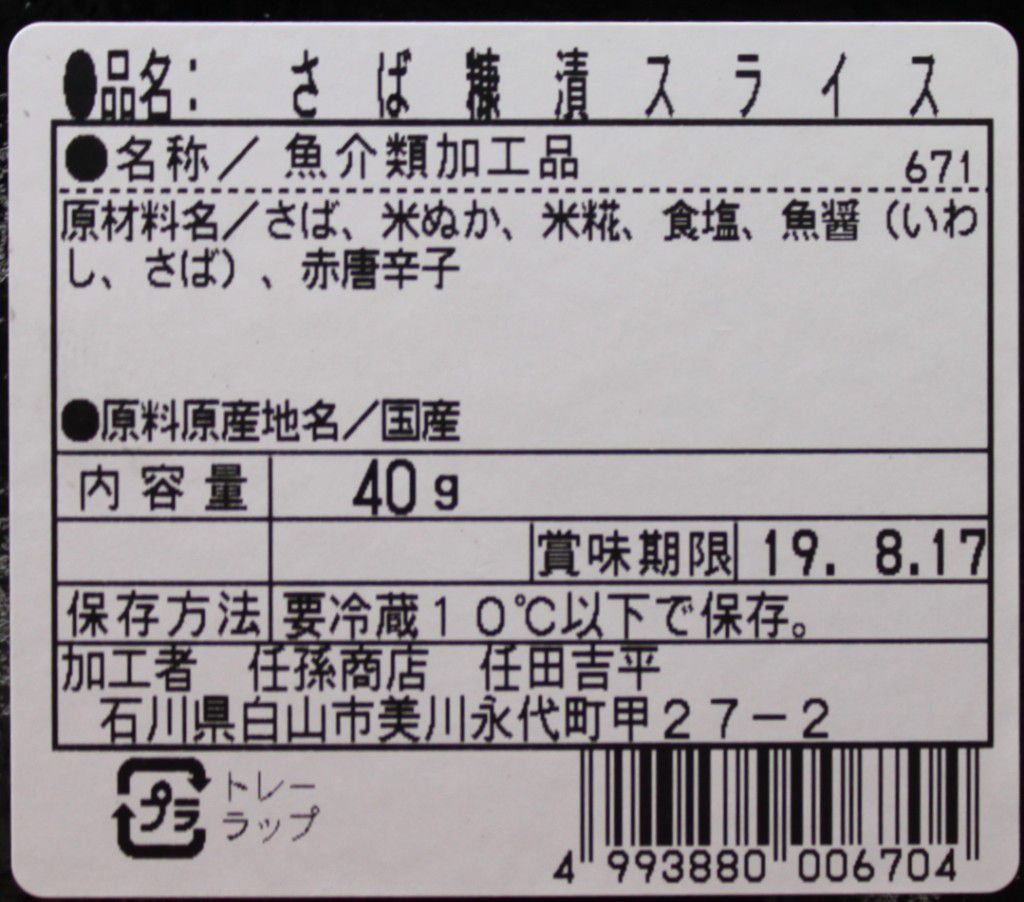 ●品名: さば糠漬スライス
●名称/魚介類加工品 671
原材料名/さば、米ぬか、米糀、食塩、魚醤(いわ
し、さば)、赤唐辛子
●原料原産地名/国産
内容量 40g
賞味期限 19. 8.17
保存方法 要冷蔵10℃以下で保存。
加工者 任孫商店 任田吉平
石川県白山市美川永代町甲27-2
プラ
トレー
ラップ
4 993880 006704